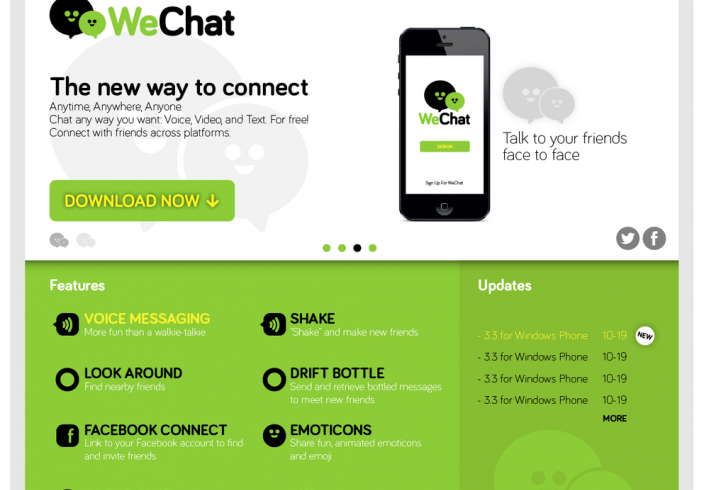 WeChat
The new way to connect
Anytime, Anywhere, Anyone.
Chat any way you want: Voice, Video, and Text. For free!
Connect with friends across platforms.
DOWNLOAD NOW
WeChat
Sign Up For WeChat
Talk to your friends
face to face
f
Features
VOICE MESSAGING
More fun than a walkie-talkie
SHAKE
"Shake" and make new friends
LOOK AROUND
Find nearby friends
DRIFT BOTTLE
Send and retrieve bottled messages
to meet new friends
f
FACEBOOK CONNECT
Link to your Facebook account to find
and invite friends
EMOTICONS
Share fun, animated emoticons
and emoji
Updates
- 3.3 for Windows Phone 10-19 NEW
- 3.3 for Windows Phone 10-19
- 3.3 for Windows Phone 10-19
- 3.3 for Windows Phone 10-19
MORE